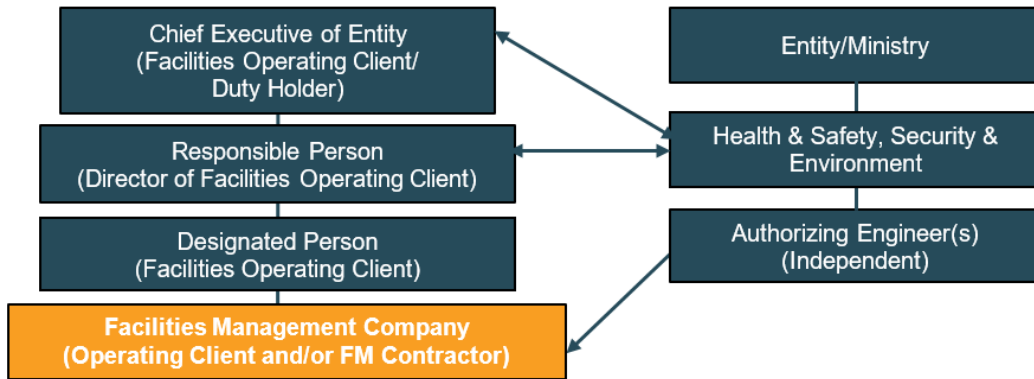 Chief Executive of Entity
(Facilities Operating Client/
Duty Holder)
Responsible Person
(Director of Facilities Operating Client)
Designated Person
(Facilities Operating Client)
Facilities Management Company
(Operating Client and/or FM Contractor)
Entity/Ministry
Health & Safety, Security &
Environment
Authorizing Engineer(s)
(Independent)